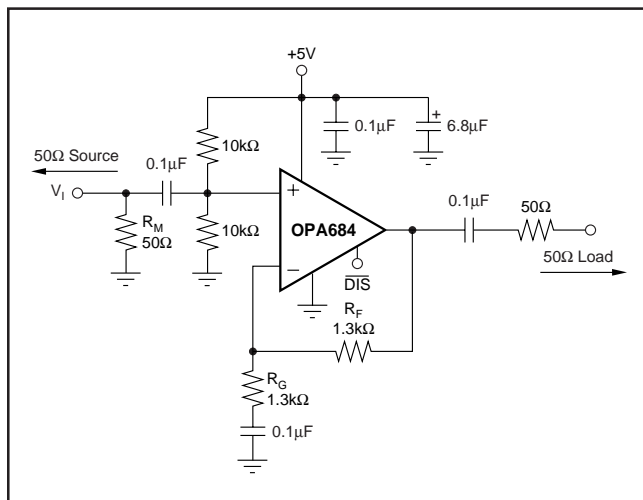 +5V
0.1μF
+
6.8μF
50Ω Source
10kΩ
0.1μF
V_I
R_M
50Ω
10kΩ
+
OPA684
−
DIS
0.1μF
50Ω
50Ω Load
R_F
1.3kΩ
R_G
1.3kΩ
0.1μF